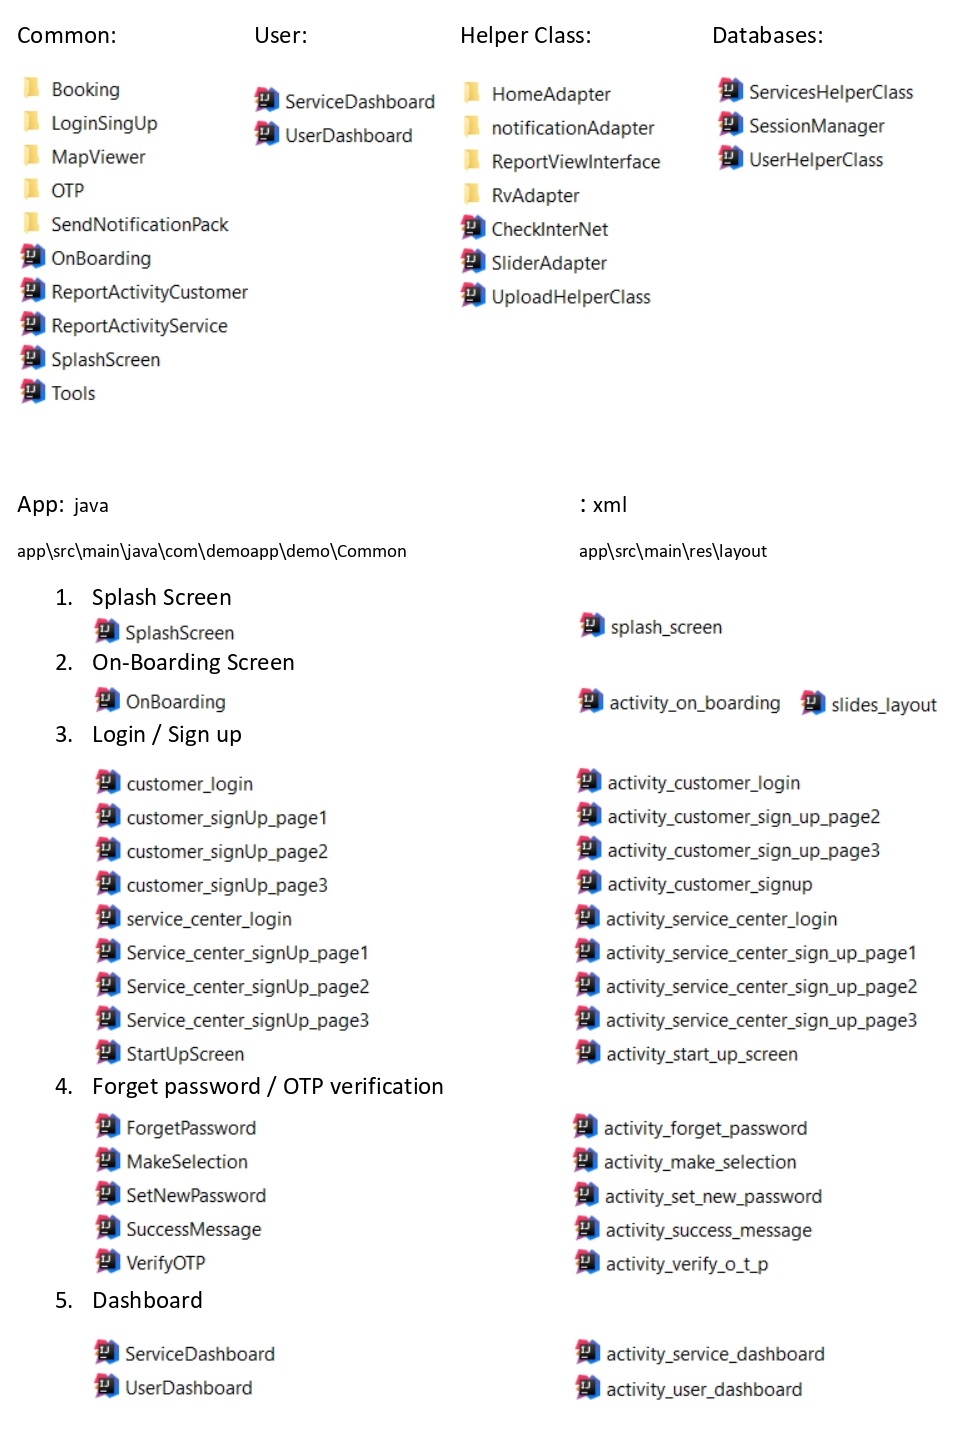 Common:
Booking
LoginSingUp
MapViewer
OTP
SendNotificationPack
OnBoarding
ReportActivityCustomer
ReportActivityService
SplashScreen
Tools
User:
ServiceDashboard
UserDashboard
Helper Class:
HomeAdapter
notificationAdapter
ReportViewInterface
RvAdapter
CheckInterNet
SliderAdapter
UploadHelperClass
Databases:
ServicesHelperClass
SessionManager
UserHelperClass
App: java
: xml
app\src\main\java\com\demoapp\demo\Common
app\src\main\res\layout
1. Splash Screen
SplashScreen
splash_screen
2. On-Boarding Screen
OnBoarding
activity_on_boarding
slides_layout
3. Login / Sign up
customer_login
customer_signUp_page1
customer_signUp_page2
customer_signUp_page3
service_center_login
Service_center_signUp_page1
Service_center_signUp_page2
Service_center_signUp_page3
StartUpScreen
activity_customer_login
activity_customer_sign_up_page2
activity_customer_sign_up_page3
activity_customer_signup
activity_service_center_login
activity_service_center_sign_up_page1
activity_service_center_sign_up_page2
activity_service_center_sign_up_page3
activity_start_up_screen
4. Forget password / OTP verification
ForgetPassword
MakeSelection
SetNewPassword
SuccessMessage
VerifyOTP
activity_forget_password
activity_make_selection
activity_set_new_password
activity_success_message
activity_verify_o_t_p
5. Dashboard
ServiceDashboard
UserDashboard
activity_service_dashboard
activity_user_dashboard